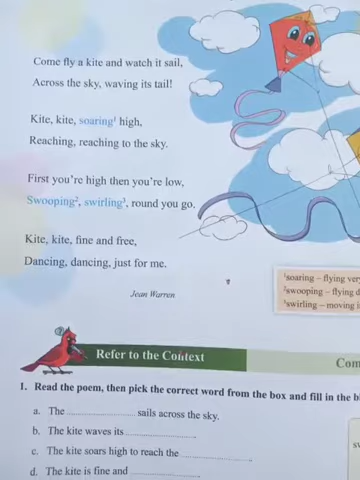 Come fly a kite and watch it sail,
Across the sky, waving its tail!
Kite, kite, soaring¹ high,
Reaching, reaching to the sky.
First you're high then you're low,
Swooping², swirling³, round you go.
Kite, kite, fine and free,
Dancing, dancing, just for me.
Jean Warren
¹soaring – flying very
²swooping – flying
³swirling – moving
Refer to the Context
Com
1. Read the poem, then pick the correct word from the box and fill in the
a. The ........................ sails across the sky.
b. The kite waves its ........................
c. The kite soars high to reach the ........................
d. The kite is fine and ........................